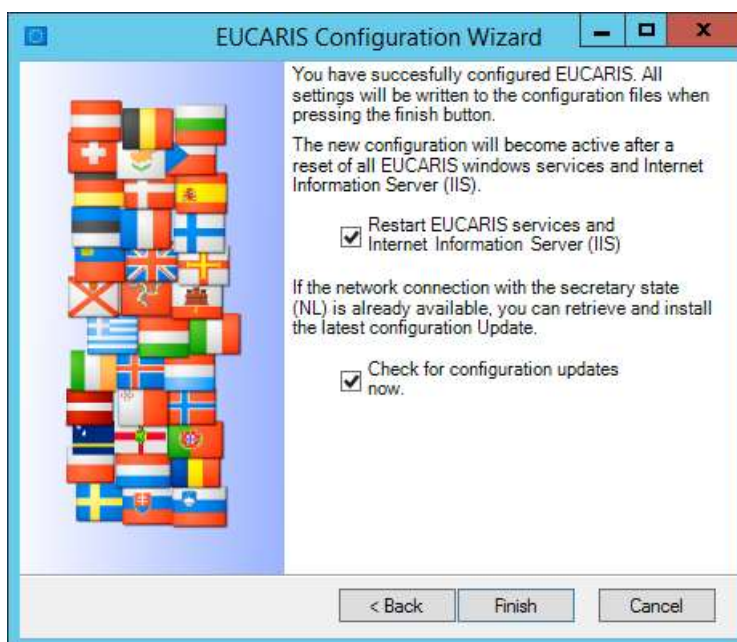 EUCARIS Configuration Wizard
You have succesfully configured EUCARIS. All
settings will be written to the configuration files when
pressing the finish button.
The new configuration will become active after a
reset of all EUCARIS windows services and Internet
Information Server (IIS).
Restart EUCARIS services and
Internet Information Server (IIS)
If the network connection with the secretary state
(NL) is already available, you can retrieve and install
the latest configuration Update.
Check for configuration updates
now.
< Back Finish Cancel